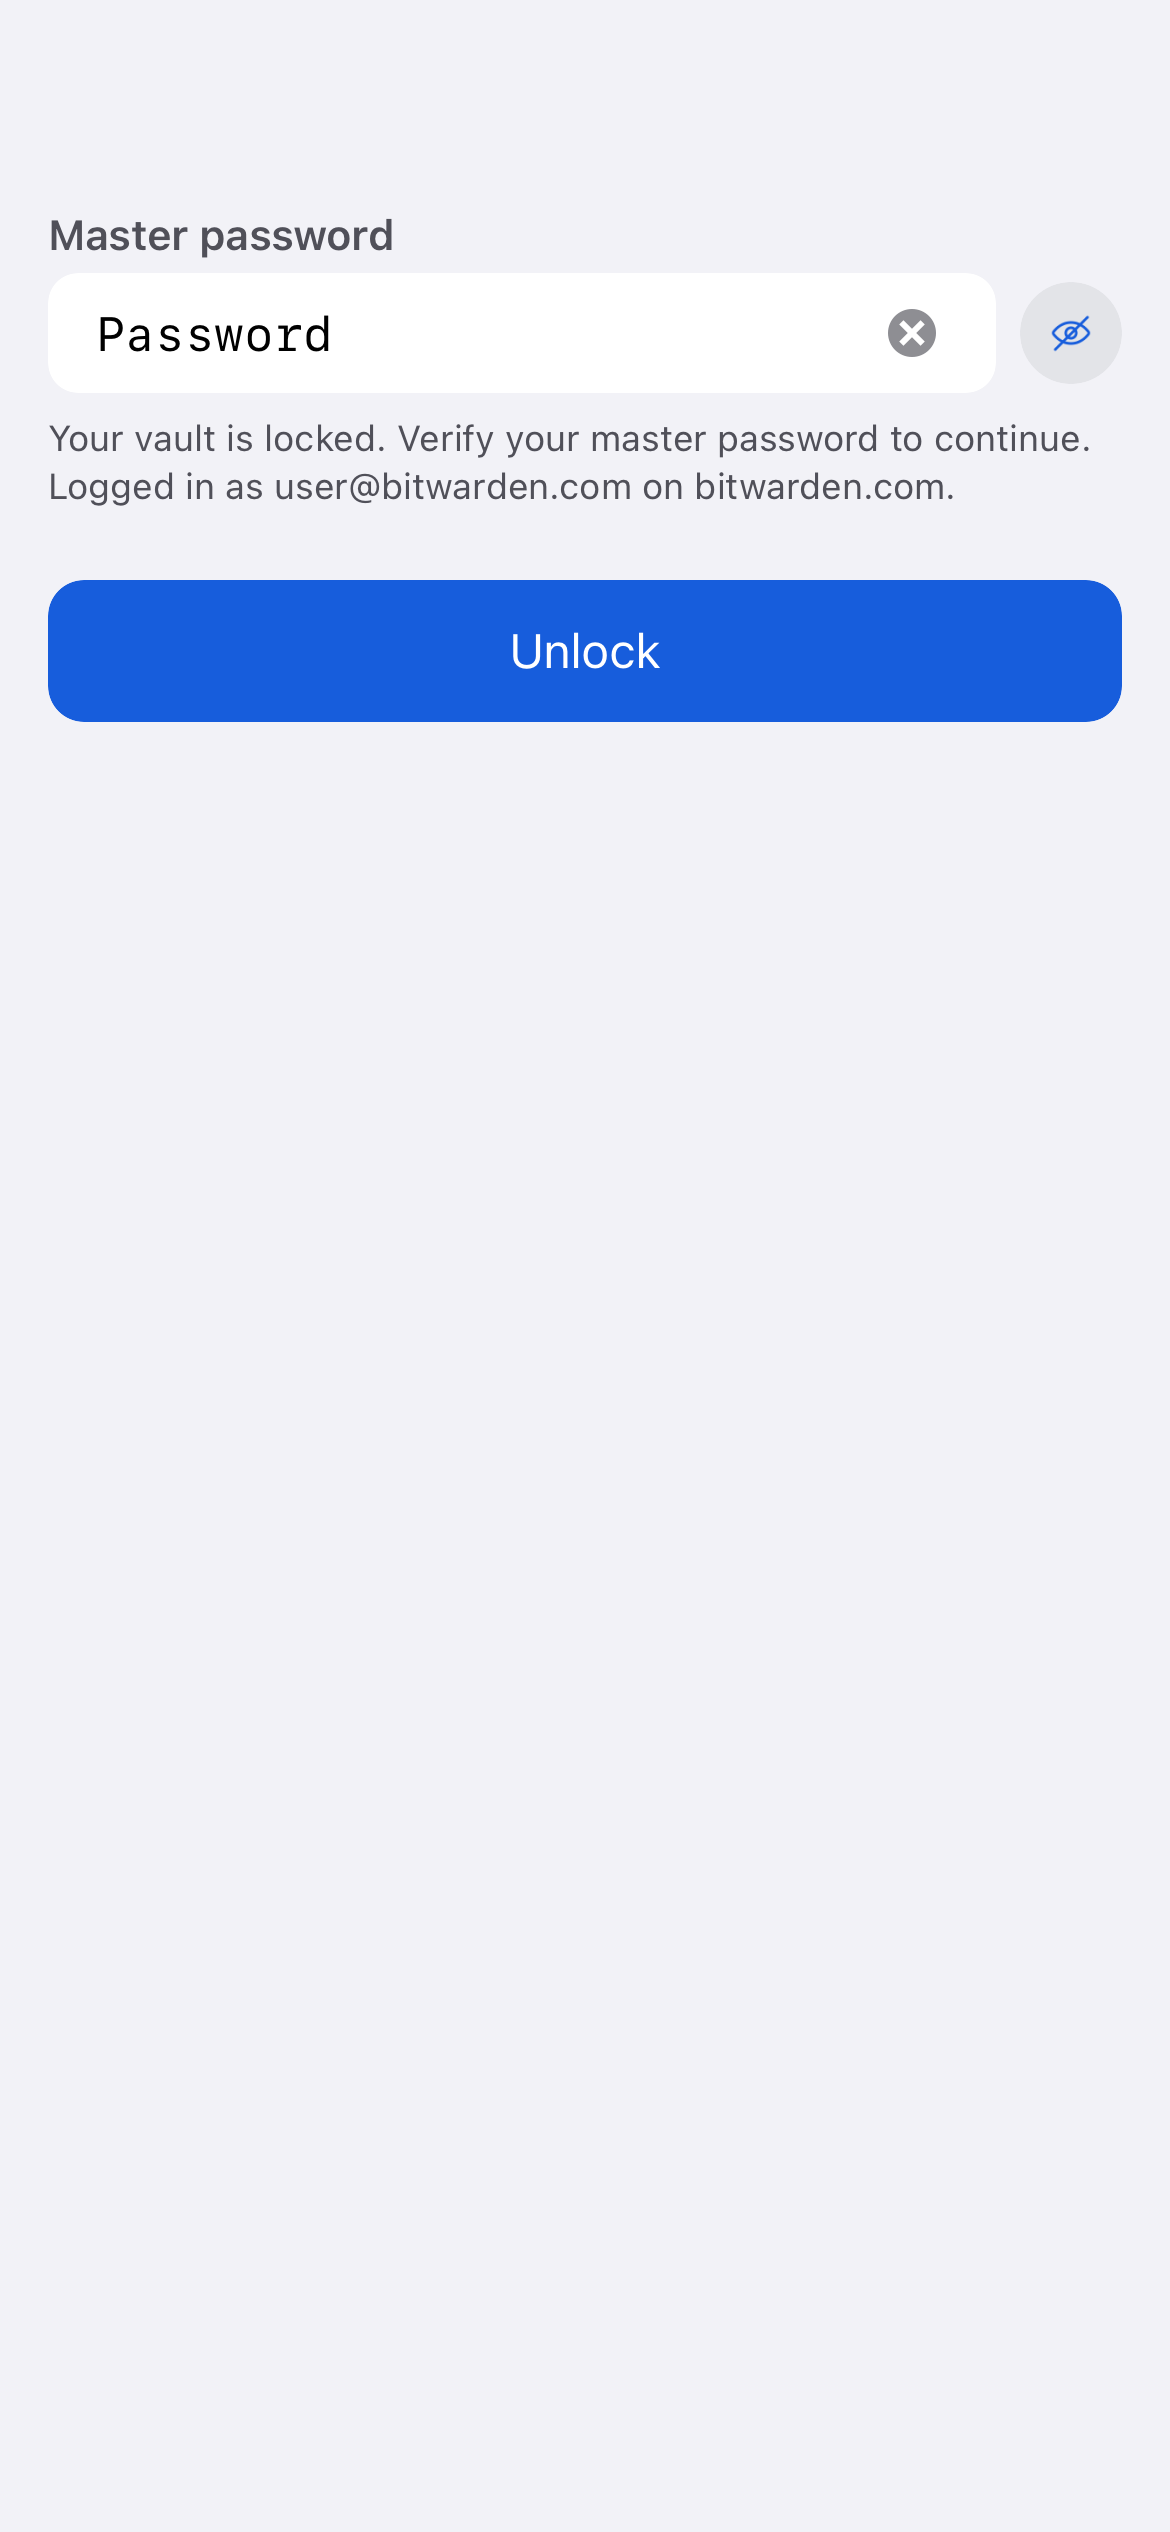 Master password
Password
Your vault is locked. Verify your master password to continue.
Logged in as user@bitwarden.com on bitwarden.com.
Unlock